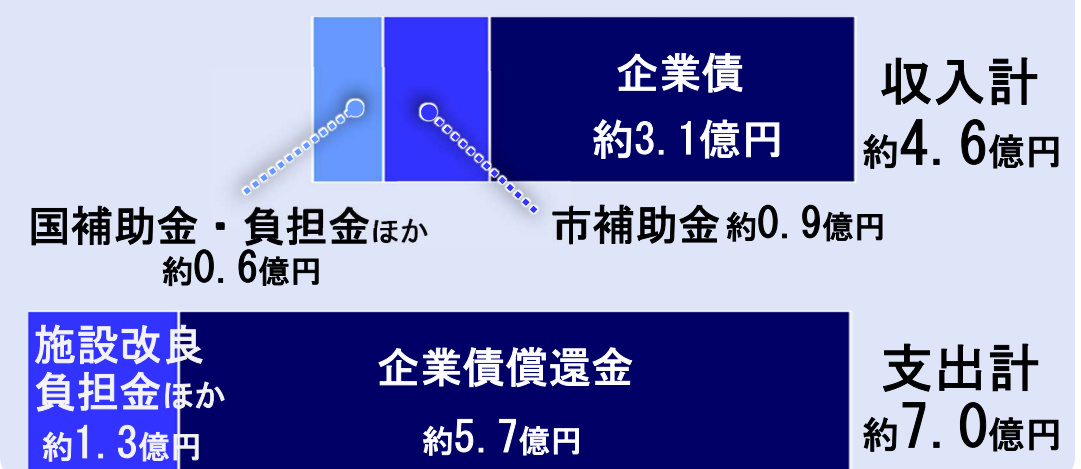 企業債
約3.1億円
収入計
約4.6億円
国補助金・負担金ほか
約0.6億円
市補助金 約0.9億円
施設改良
負担金ほか
約1.3億円
企業債償還金
約5.7億円
支出計
約7.0億円